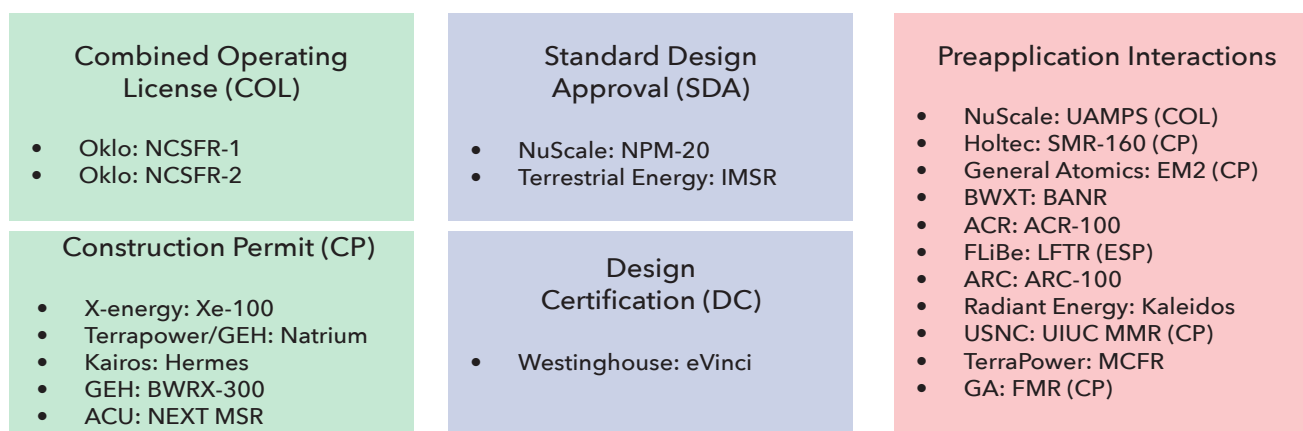 Combined Operating
License (COL)
• Oklo: NCSFR-1
• Oklo: NCSFR-2
Construction Permit (CP)
• X-energy: Xe-100
• Terrapower/GEH: Natrium
• Kairos: Hermes
• GEH: BWRX-300
• ACU: NEXT MSR
Standard Design
Approval (SDA)
• NuScale: NPM-20
• Terrestrial Energy: IMSR
Design
Certification (DC)
• Westinghouse: eVinci
Preapplication Interactions
• NuScale: UAMPS (COL)
• Holtec: SMR-160 (CP)
• General Atomics: EM2 (CP)
• BWXT: BANR
• ACR: ACR-100
• FLiBe: LFTR (ESP)
• ARC: ARC-100
• Radiant Energy: Kaleidos
• USNC: UIUC MMR (CP)
• TerraPower: MCFR
• GA: FMR (CP)